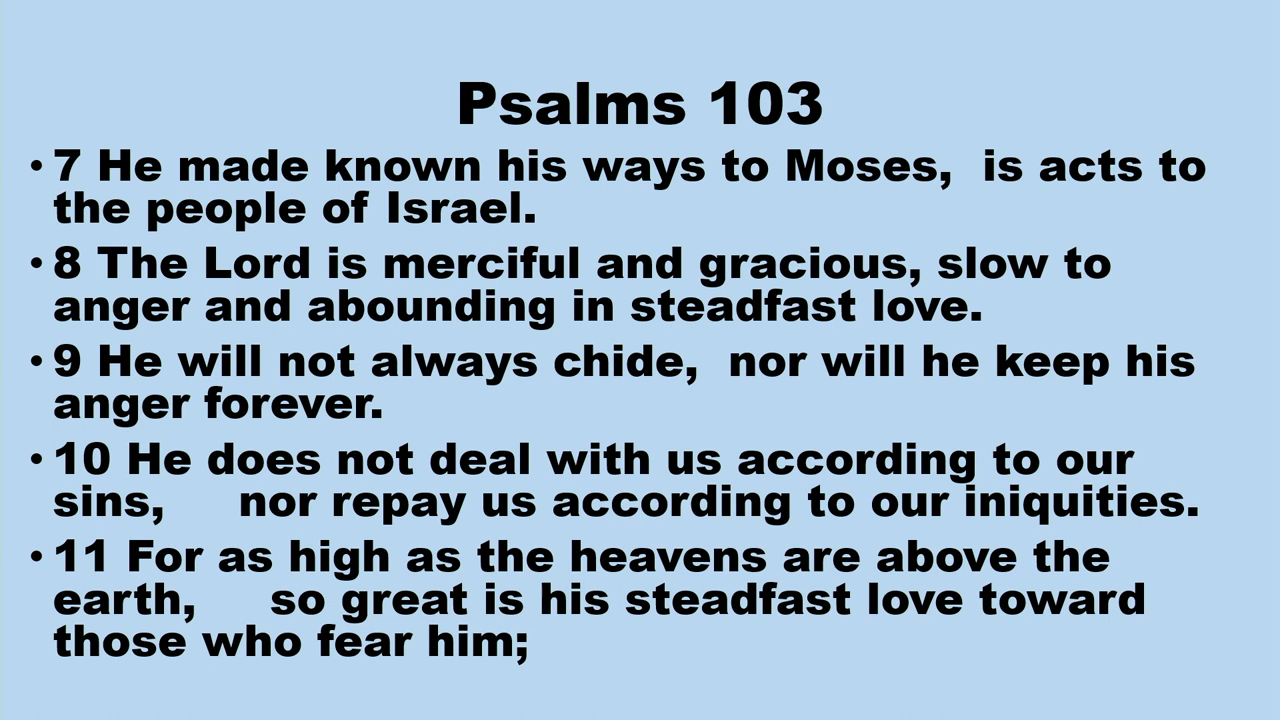 Psalms 103
• 7 He made known his ways to Moses,  is acts to
the people of Israel.
• 8 The Lord is merciful and gracious, slow to
anger and abounding in steadfast love.
• 9 He will not always chide,  nor will he keep his
anger forever.
• 10 He does not deal with us according to our
sins,     nor repay us according to our iniquities.
• 11 For as high as the heavens are above the
earth,     so great is his steadfast love toward
those who fear him;